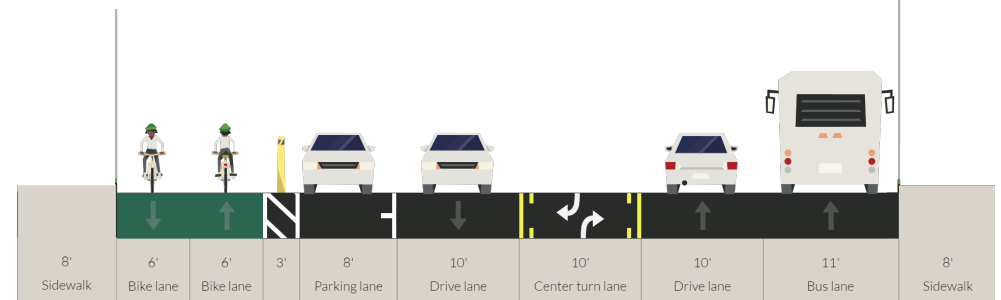 8' 6' 6' 3' 8' 10' 10' 10' 11' 8'
Sidewalk Bike lane Bike lane Parking lane Drive lane Center turn lane Drive lane Bus lane Sidewalk